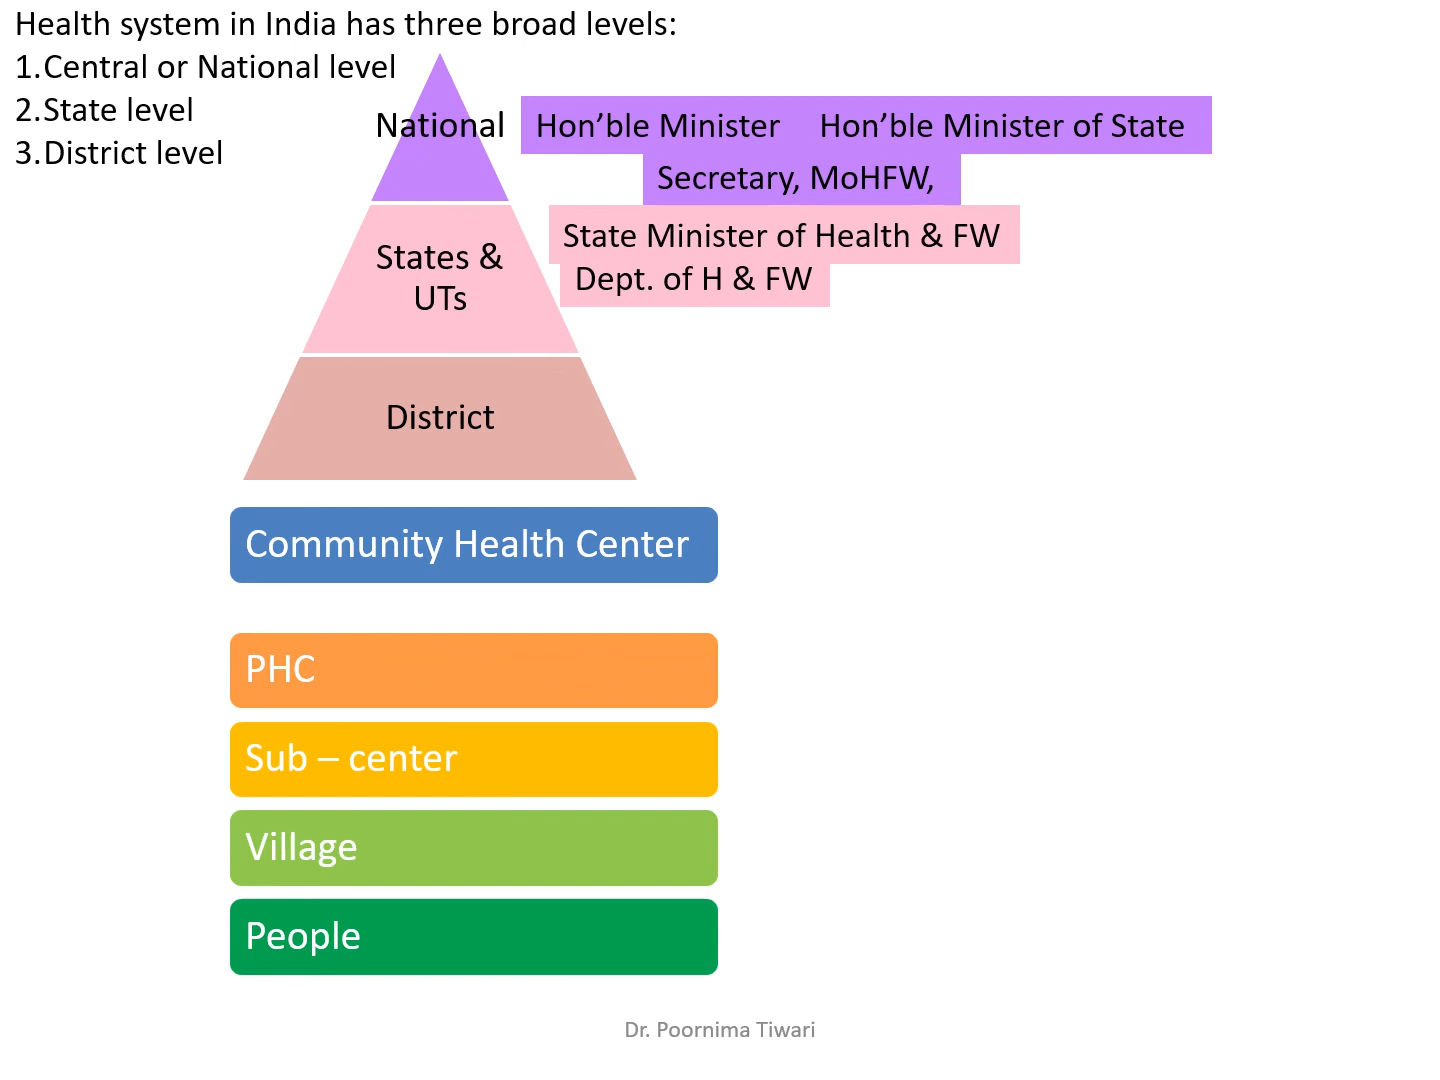 Health system in India has three broad levels:
1.Central or National level
2.State level
3.District level
National
Hon’ble Minister Hon’ble Minister of State
Secretary, MoHFW,
States &
UTs
State Minister of Health & FW
Dept. of H & FW
District
Community Health Center
PHC
Sub – center
Village
People
Dr. Poornima Tiwari